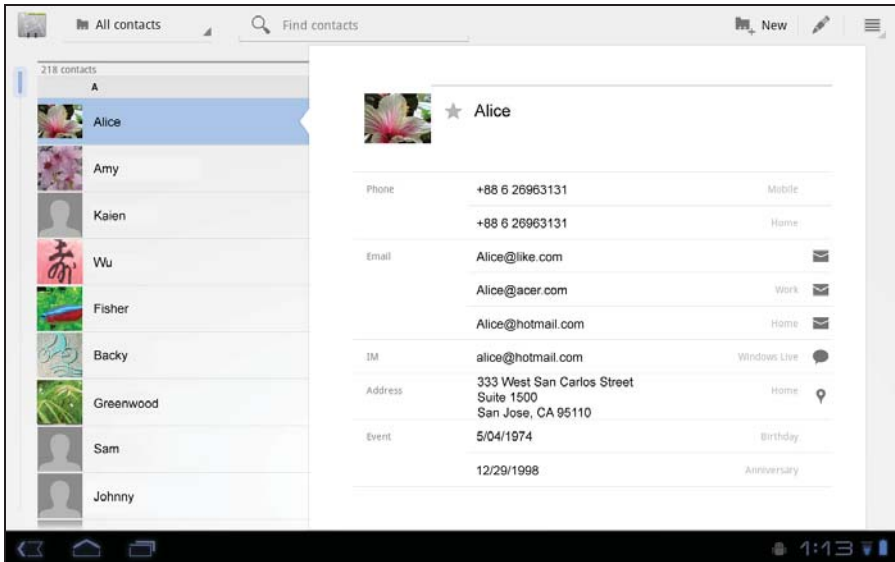 All contacts
Find contacts
New
218 contacts
A
Alice
Amy
Kaien
Wu
Fisher
Backy
Greenwood
Sam
Johnny
Alice
Phone
+88 6 26963131
Mobile
+88 6 26963131
Home
Email
Alice@like.com
Alice@acer.com
Work
Alice@hotmail.com
Home
IM
alice@hotmail.com
Windows Live
Address
333 West San Carlos Street
Suite 1500
San Jose, CA 95110
Home
Event
5/04/1974
Birthday
12/29/1998
Anniversary
1:13